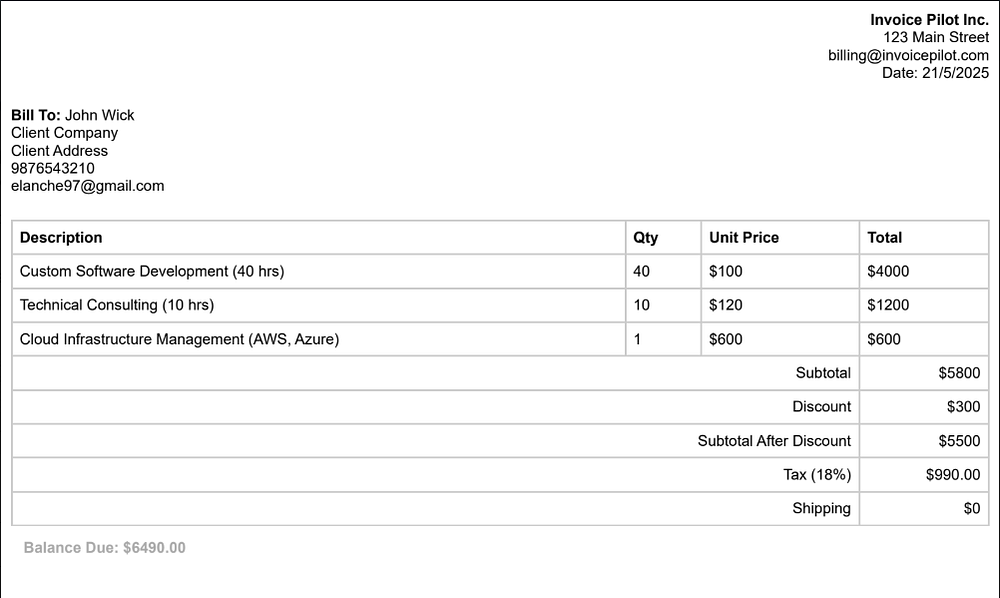 Invoice Pilot Inc.
123 Main Street
billing@invoicepilot.com
Date: 21/5/2025
Bill To: John Wick
Client Company
Client Address
9876543210
elanche97@gmail.com
Description Qty Unit Price Total
Custom Software Development (40 hrs) 40 $100 $4000
Technical Consulting (10 hrs) 10 $120 $1200
Cloud Infrastructure Management (AWS, Azure) 1 $600 $600
Subtotal $5800
Discount $300
Subtotal After Discount $5500
Tax (18%) $990.00
Shipping $0
Balance Due: $6490.00